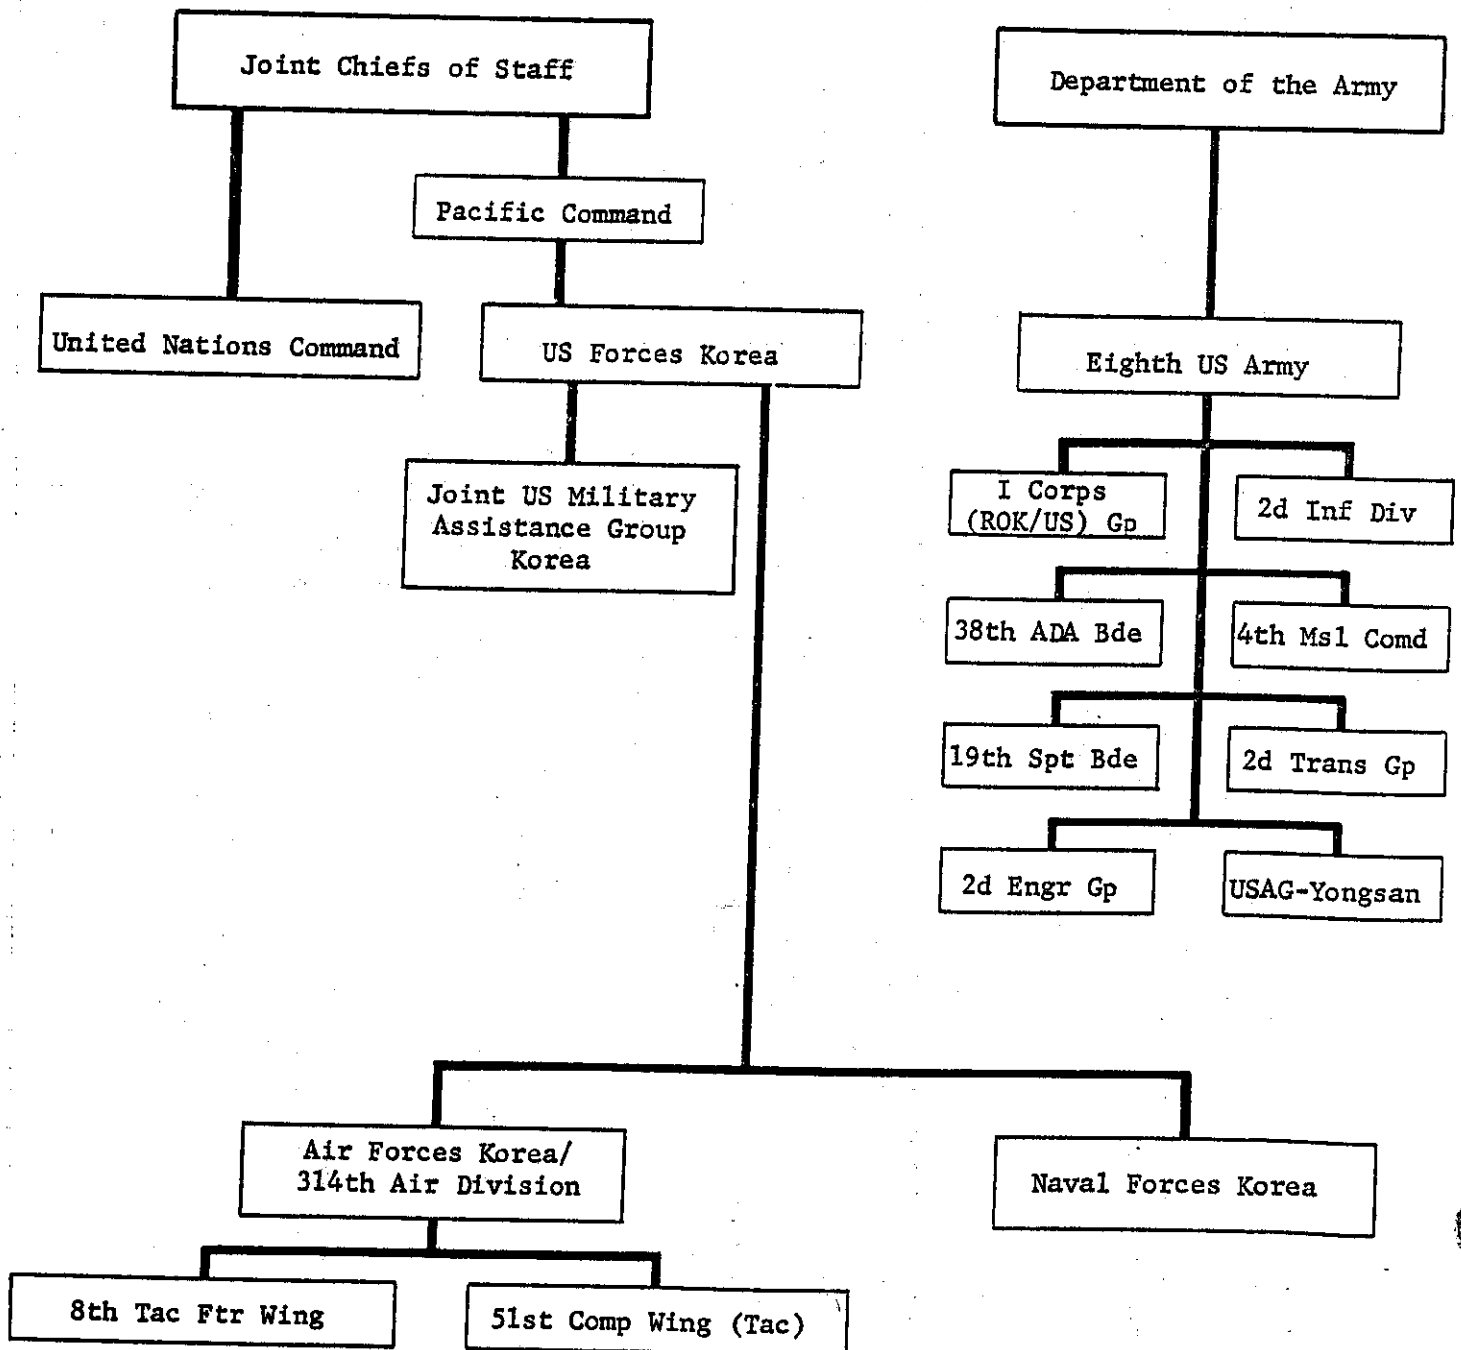 Joint Chiefs of Staff
Department of the Army
Pacific Command
United Nations Command
US Forces Korea
Eighth US Army
Joint US Military
Assistance Group
Korea
I Corps
(ROK/US) Gp
2d Inf Div
38th ADA Bde
4th Msl Comd
19th Spt Bde
2d Trans Gp
2d Engr Gp
USAG-Yongsan
Air Forces Korea/
314th Air Division
Naval Forces Korea
8th Tac Ftr Wing
51st Comp Wing (Tac)